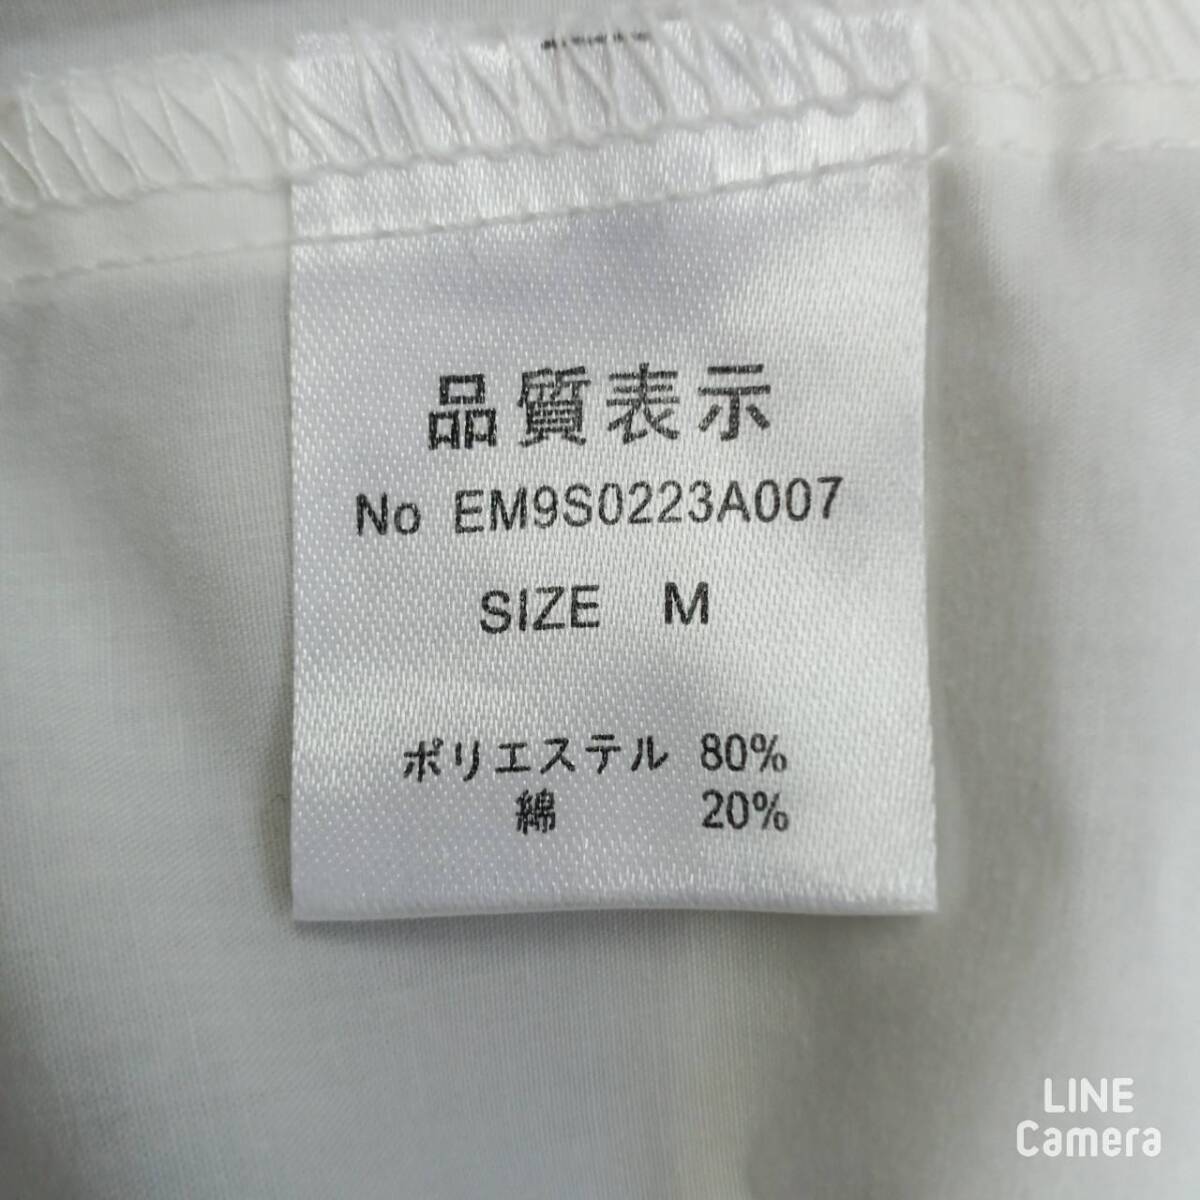 品質表示
No EM9S0223A007
SIZE M
ポリエステル 80%
綿 20%
LINE
Camera